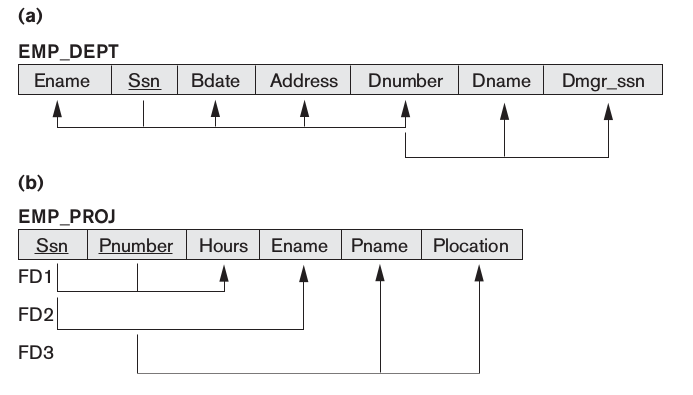 (a)
EMP_DEPT
Ename Ssn Bdate Address Dnumber Dname Dmgr_ssn
(b)
EMP_PROJ
Ssn Pnumber Hours Ename Pname Plocation
FD1
FD2
FD3